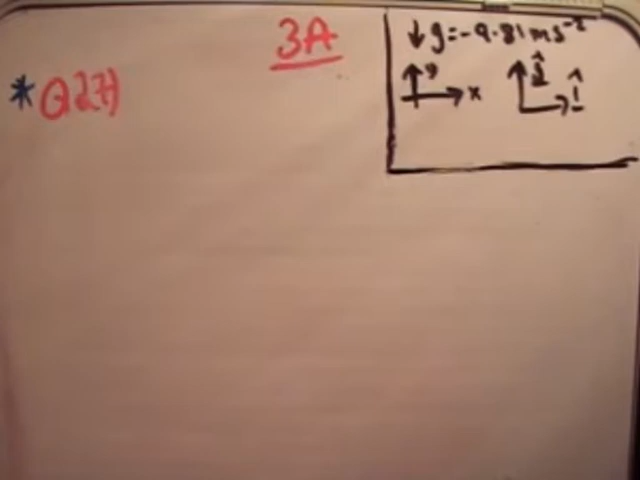 3A
* Q27)
↓ g = -9.81 ms⁻²
y
x
ĵ
î